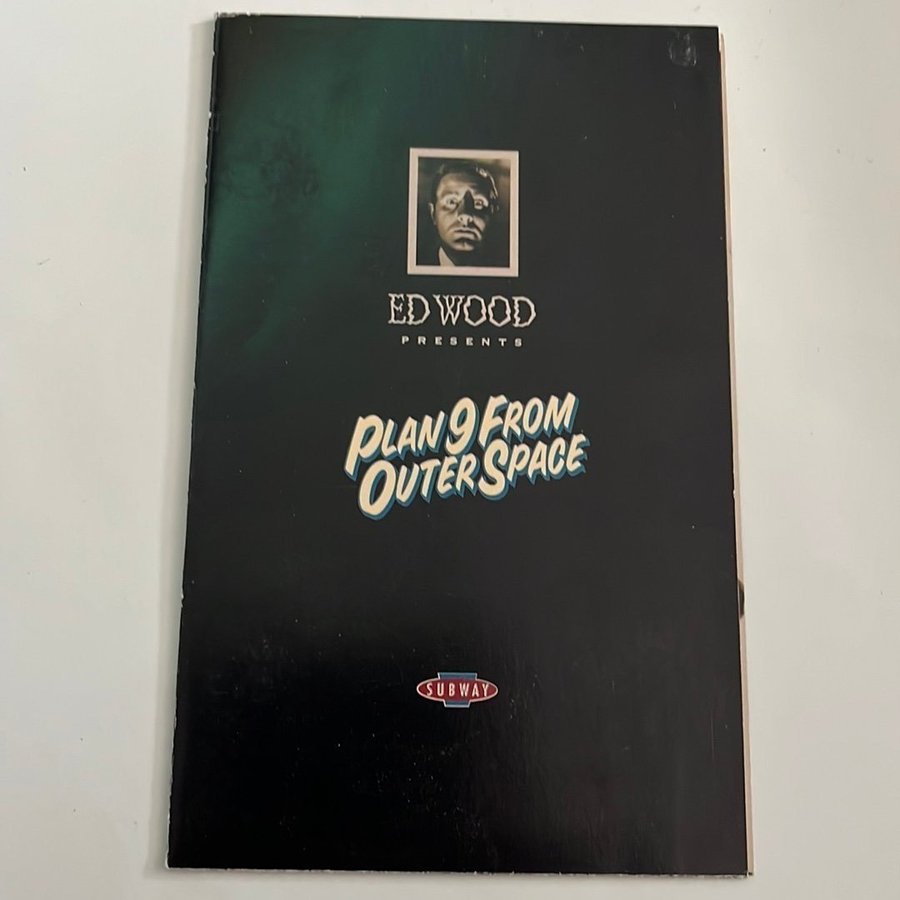 ED WOOD
PRESENTS
PLAN 9 FROM
OUTER SPACE
SUBWAY